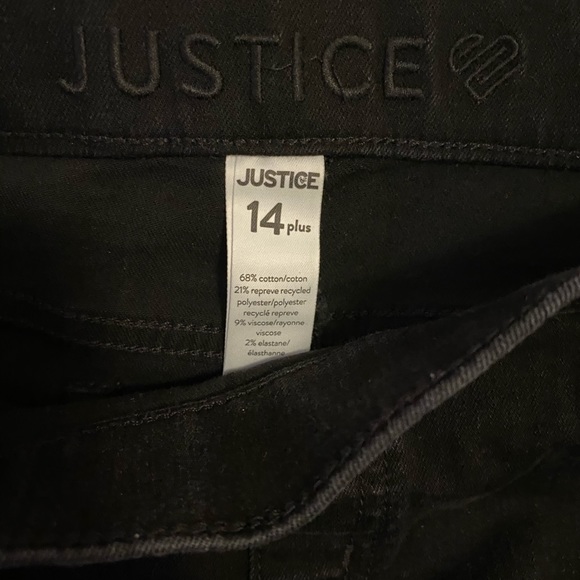 JUSTICE
JUSTICE
14 plus
68% cotton/coton
21% repreve recycled
polyester/polyester
recyclé repreve
9% viscose/rayonne
viscose
2% elastane/
élasthanne